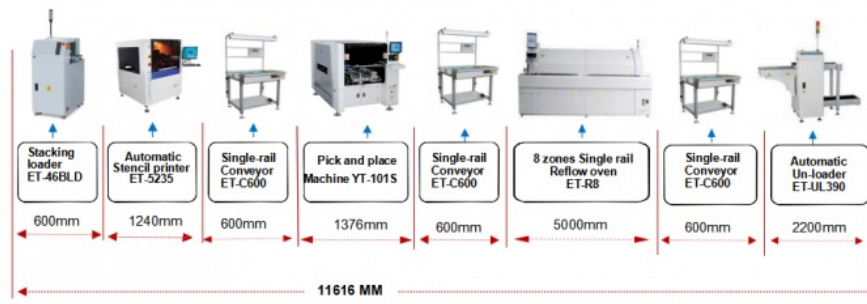 Stacking
loader
ET-46BLD
Automatic
Stencil printer
ET-5235
Single-rail
Conveyor
ET-C600
Pick and place
Machine YT-101S
Single-rail
Conveyor
ET-C600
8 zones Single rail
Reflow oven
ET-R8
Single-rail
Conveyor
ET-C600
Automatic
Un-loader
ET-UL390
600mm
1240mm
600mm
1376mm
600mm
5000mm
600mm
2200mm
11616 MM